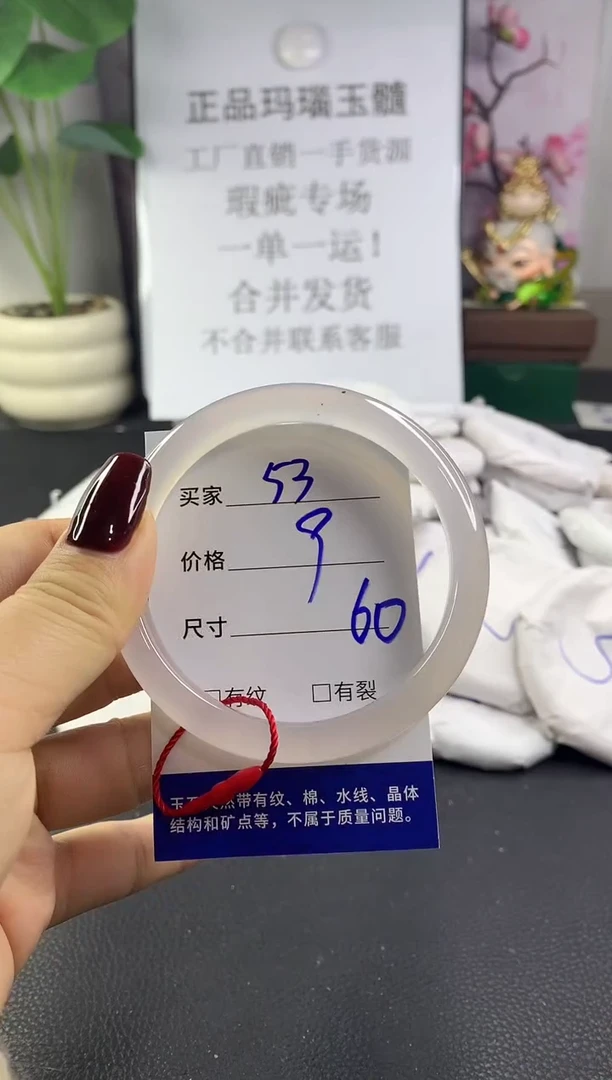 正品玛瑙玉髓
工厂直销一手货源
瑕疵专场
一单一运!
合并发货
不合并联系客服
买家 53
价格 9
尺寸 60
□有纹 □有裂
玉石天然带有纹、棉、水线、晶体
结构和矿点等，不属于质量问题。